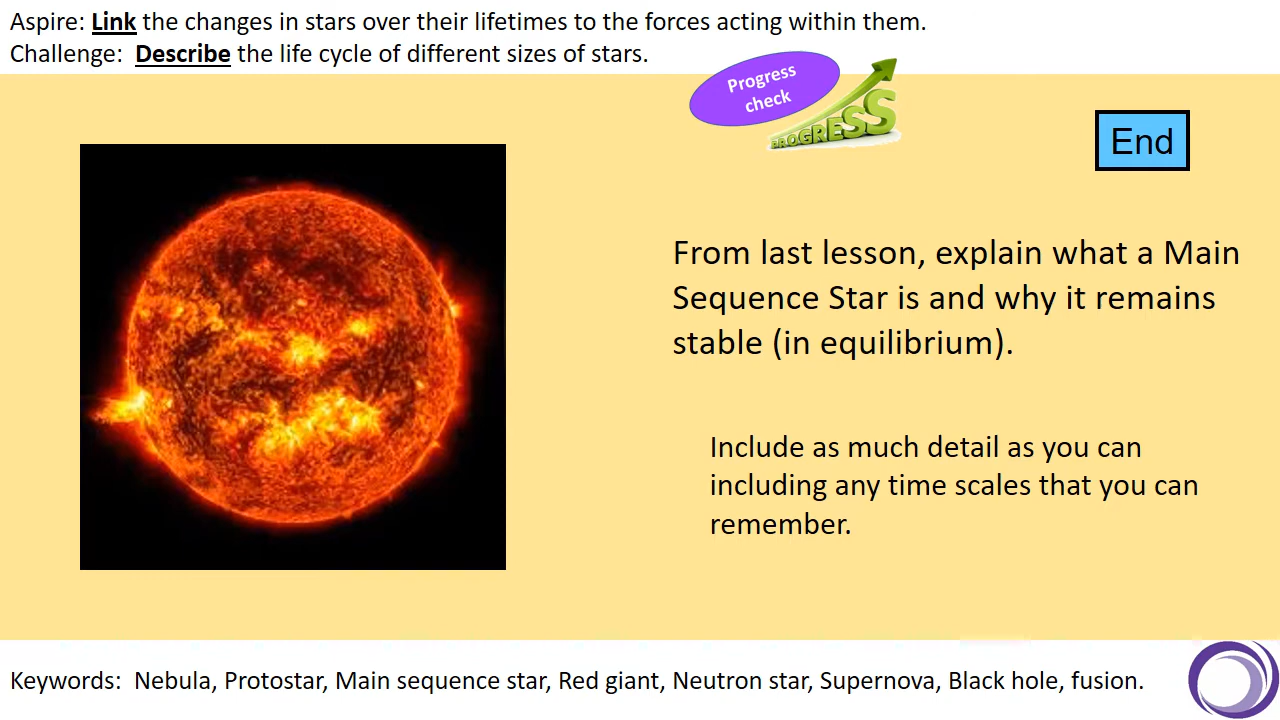 Aspire: Link the changes in stars over their lifetimes to the forces acting within them.
Challenge: Describe the life cycle of different sizes of stars.
Progress
check
PROGRESS
End
From last lesson, explain what a Main
Sequence Star is and why it remains
stable (in equilibrium).
Include as much detail as you can
including any time scales that you can
remember.
Keywords: Nebula, Protostar, Main sequence star, Red giant, Neutron star, Supernova, Black hole, fusion.